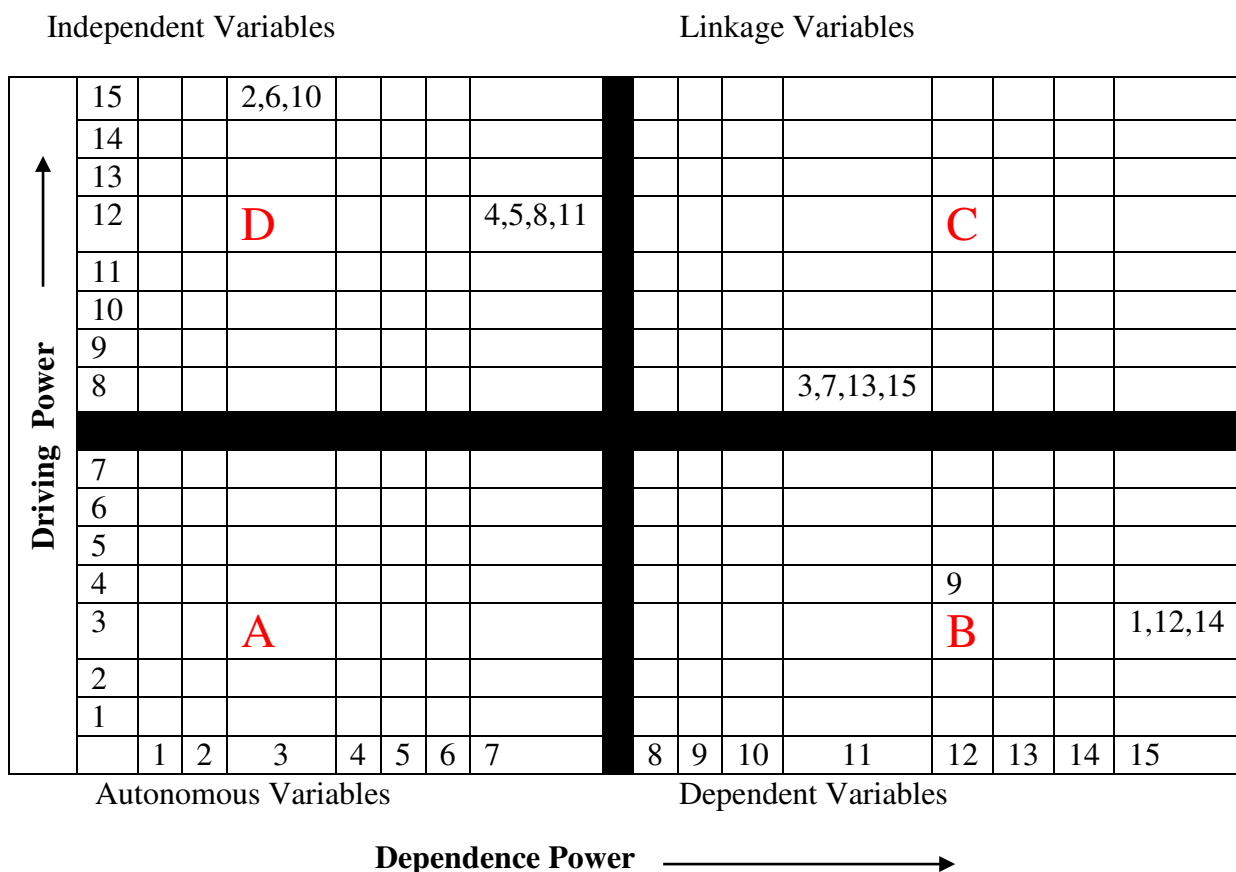 Independent Variables Linkage Variables
Driving Power
15 2,6,10
14
13
12 D 4,5,8,11 C
11
10
9
8 3,7,13,15
7
6
5
4 9
3 A B 1,12,14
2
1
1 2 3 4 5 6 7 8 9 10 11 12 13 14 15
Autonomous Variables Dependent Variables
Dependence Power